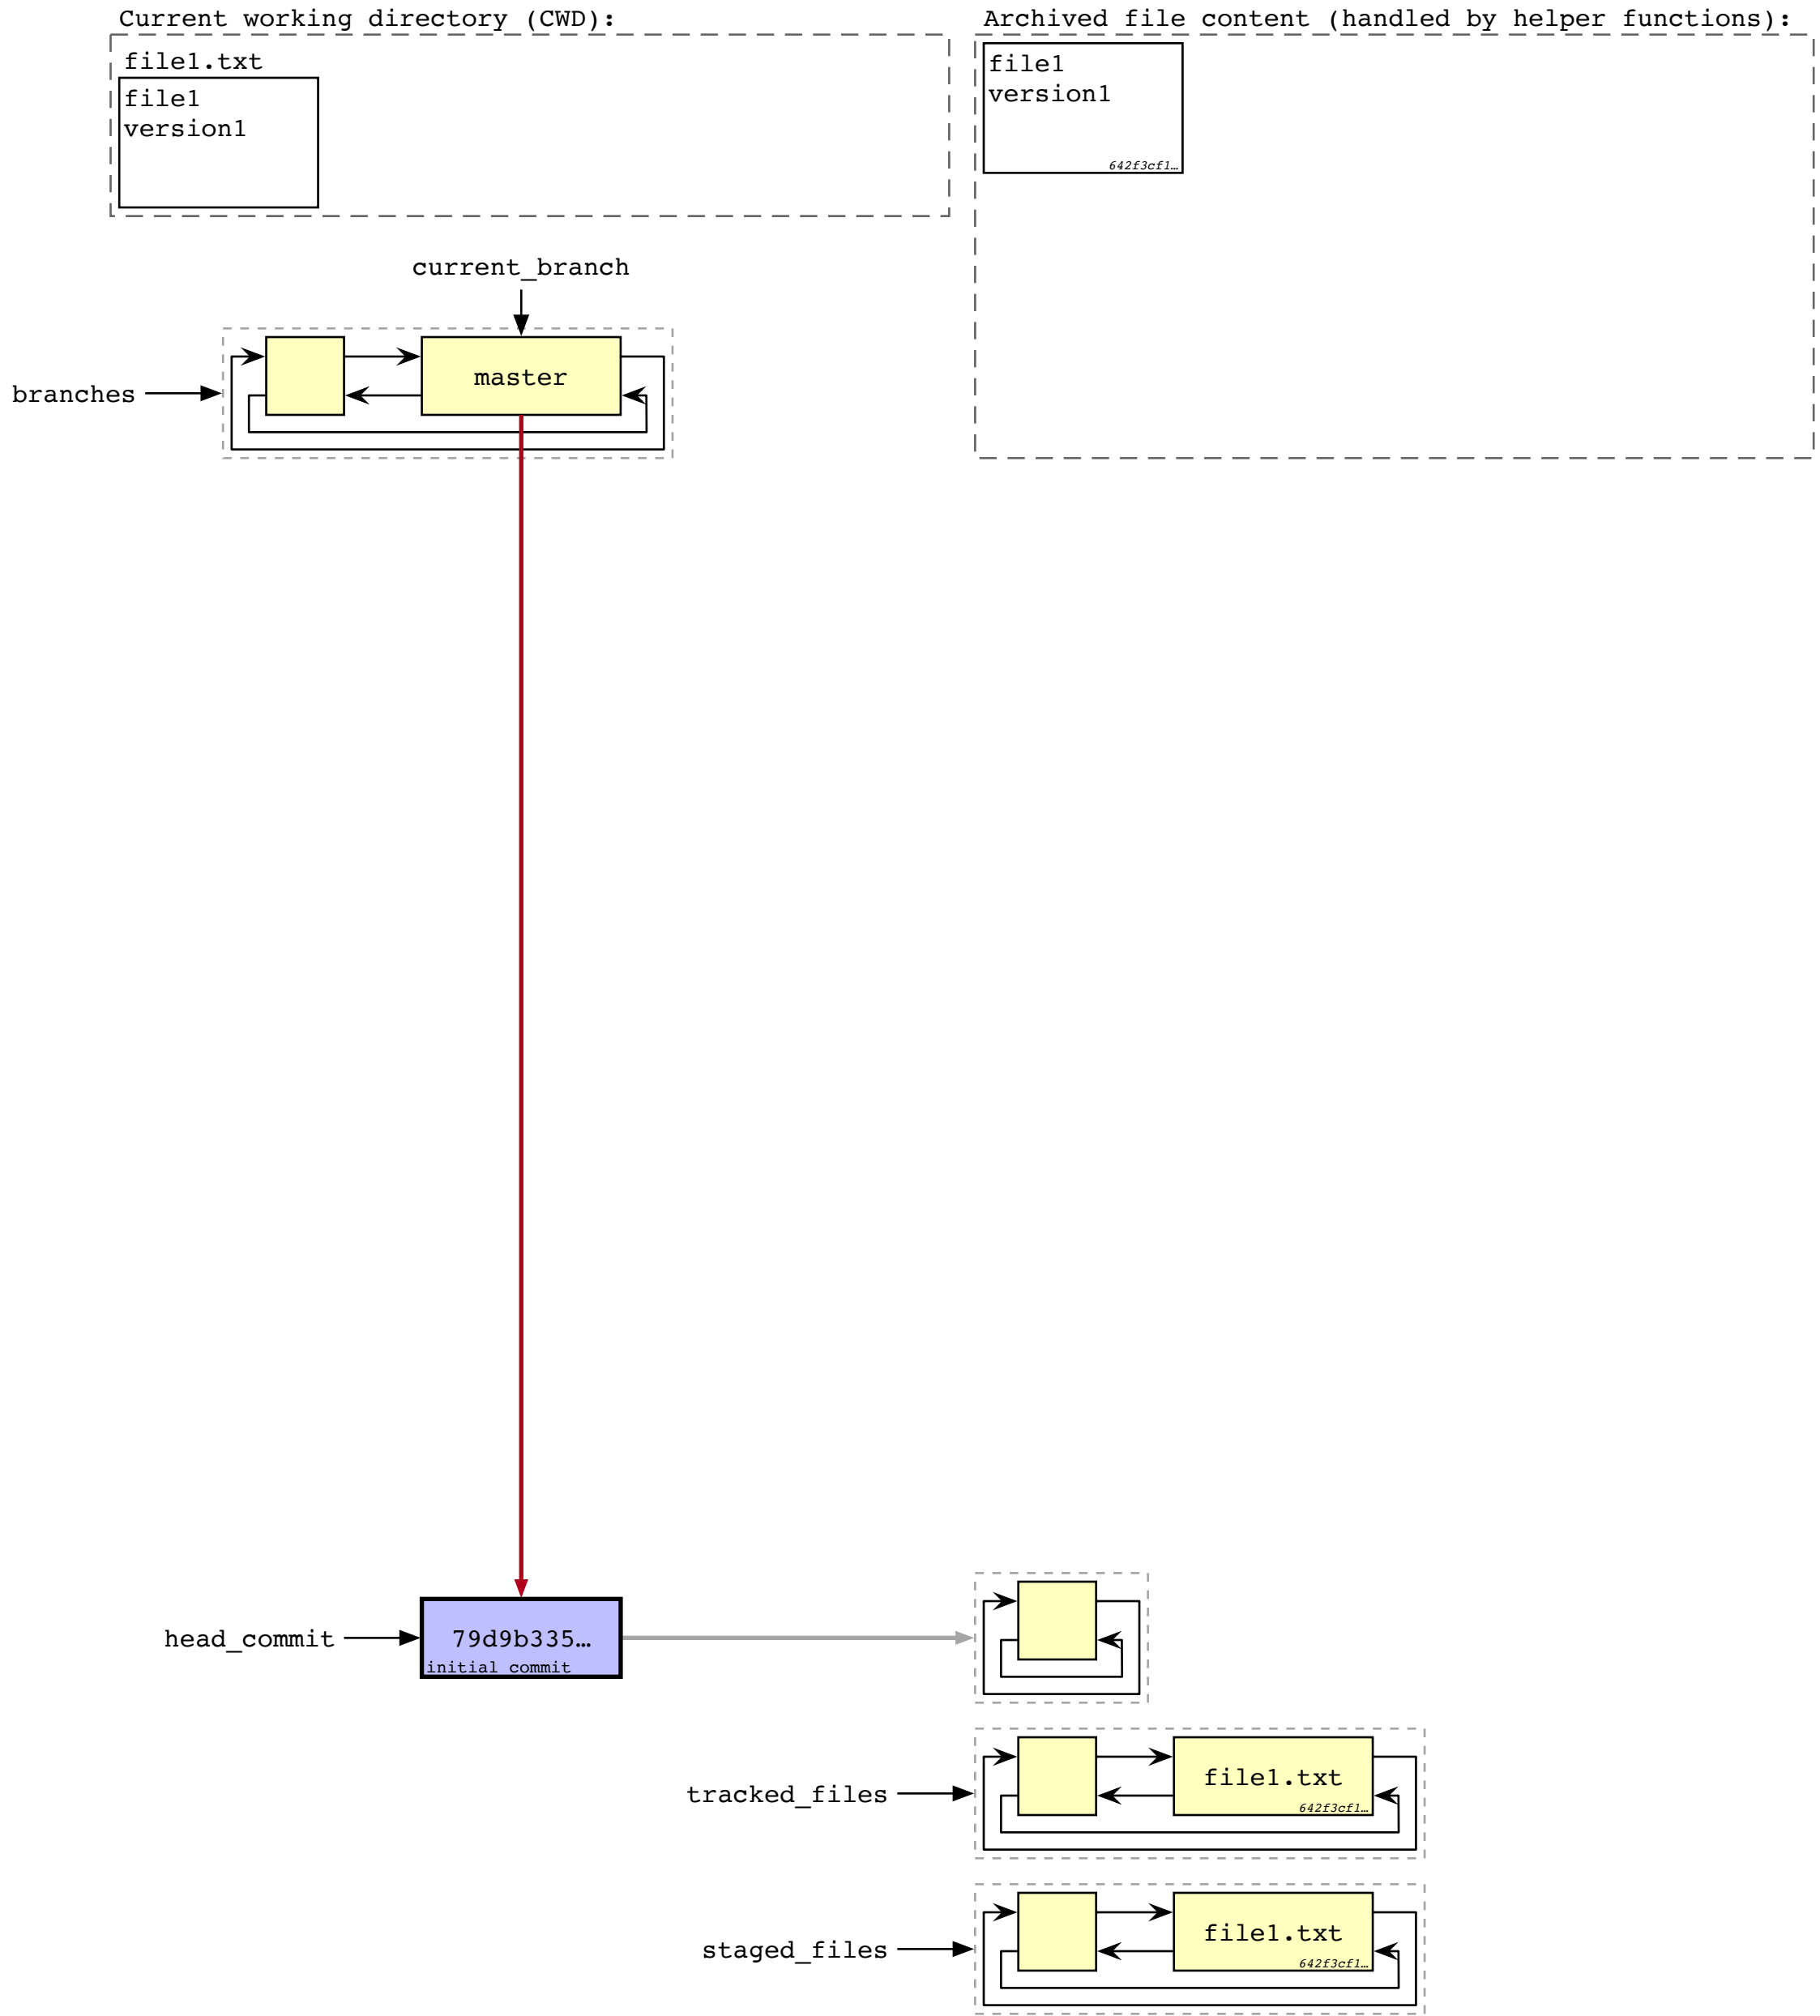 Current working directory (CWD):
file1.txt
file1
version1
Archived file content (handled by helper functions):
file1
version1
642f3cf1…
current_branch
branches
master
head_commit
79d9b335…
initial commit
tracked_files
file1.txt
642f3cf1…
staged_files
file1.txt
642f3cf1…